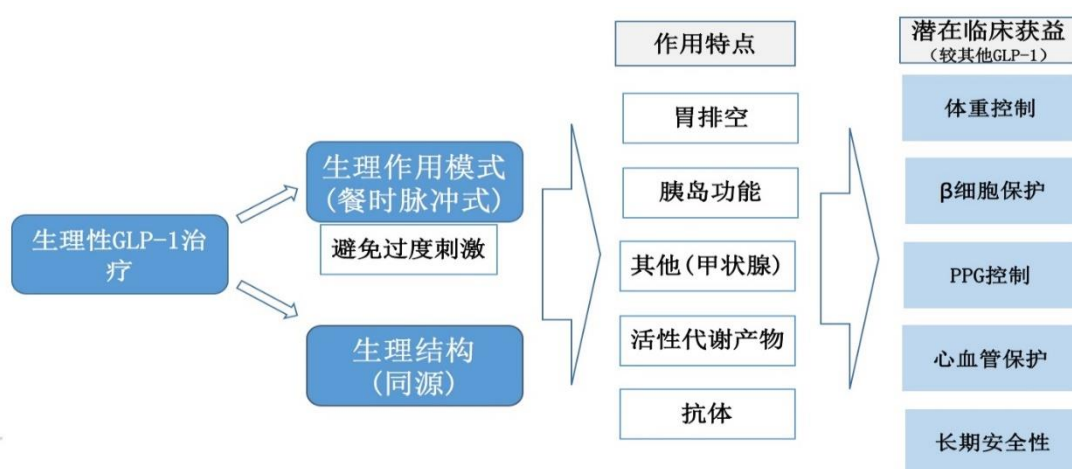 生理性GLP-1治
疗
生理作用模式
(餐时脉冲式)
避免过度刺激
生理结构
(同源)
作用特点
胃排空
胰岛功能
其他(甲状腺)
活性代谢产物
抗体
潜在临床获益
(较其他GLP-1)
体重控制
β细胞保护
PPG控制
心血管保护
长期安全性